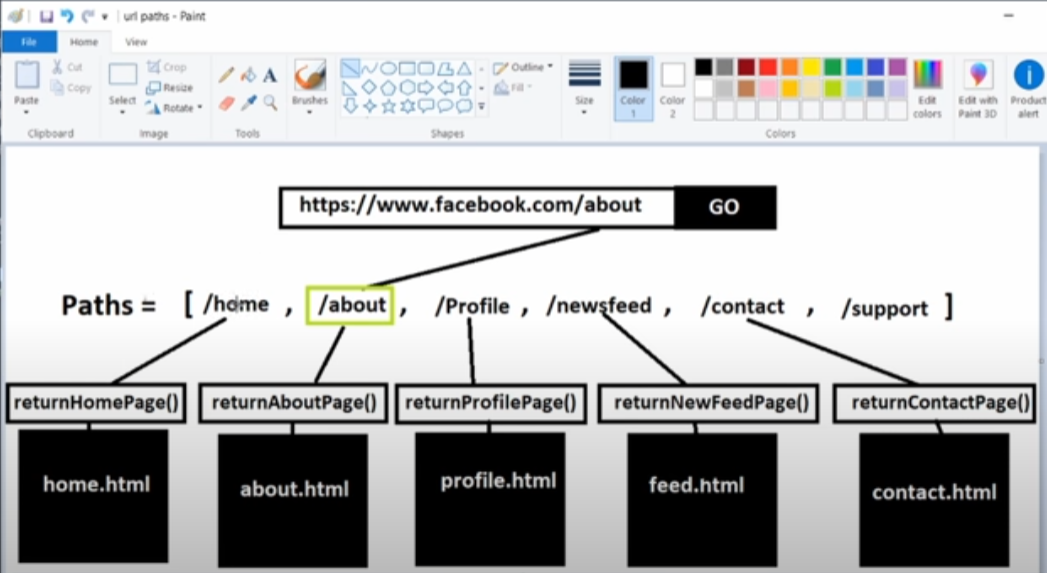 url paths - Paint
File Home View
Paste Cut Copy Clipboard
Select Crop Resize Rotate Image
A Tools
Brushes
Outline Fill Shapes
Size
Color 1 Color 2 Edit colors Colors
Edit with Paint 3D
Product alert
https://www.facebook.com/about GO
Paths = [ /home , /about , /Profile , /newsfeed , /contact , /support ]
returnHomePage() returnAboutPage() returnProfilePage() returnNewFeedPage() returnContactPage()
home.html about.html profile.html feed.html contact.html